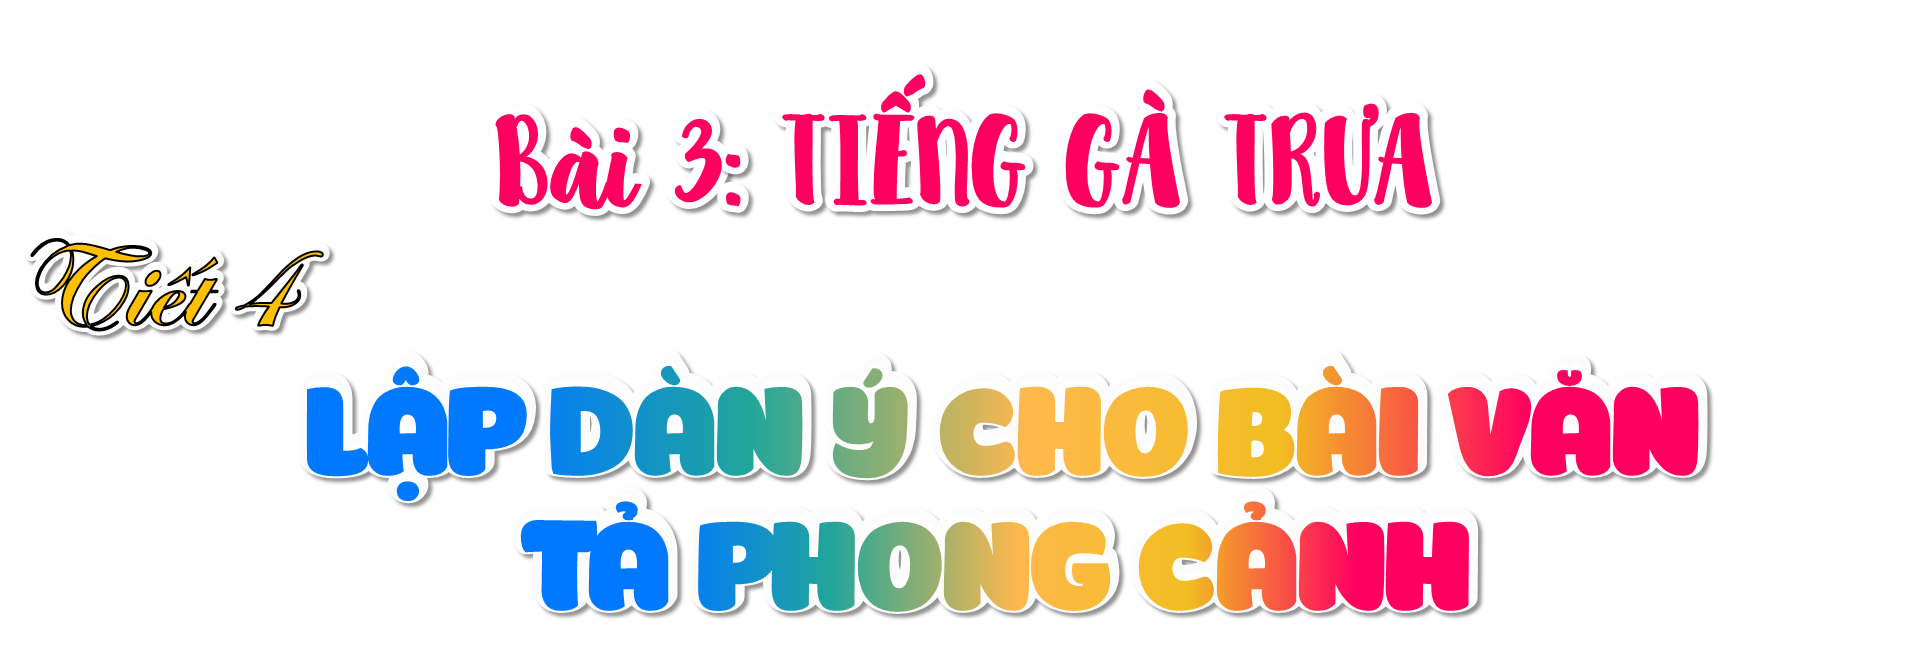 Bài 3: TIẾNG GÀ TRƯA
Tiết 4
LẬP DÀN Ý CHO BÀI VĂN
TẢ PHONG CẢNH